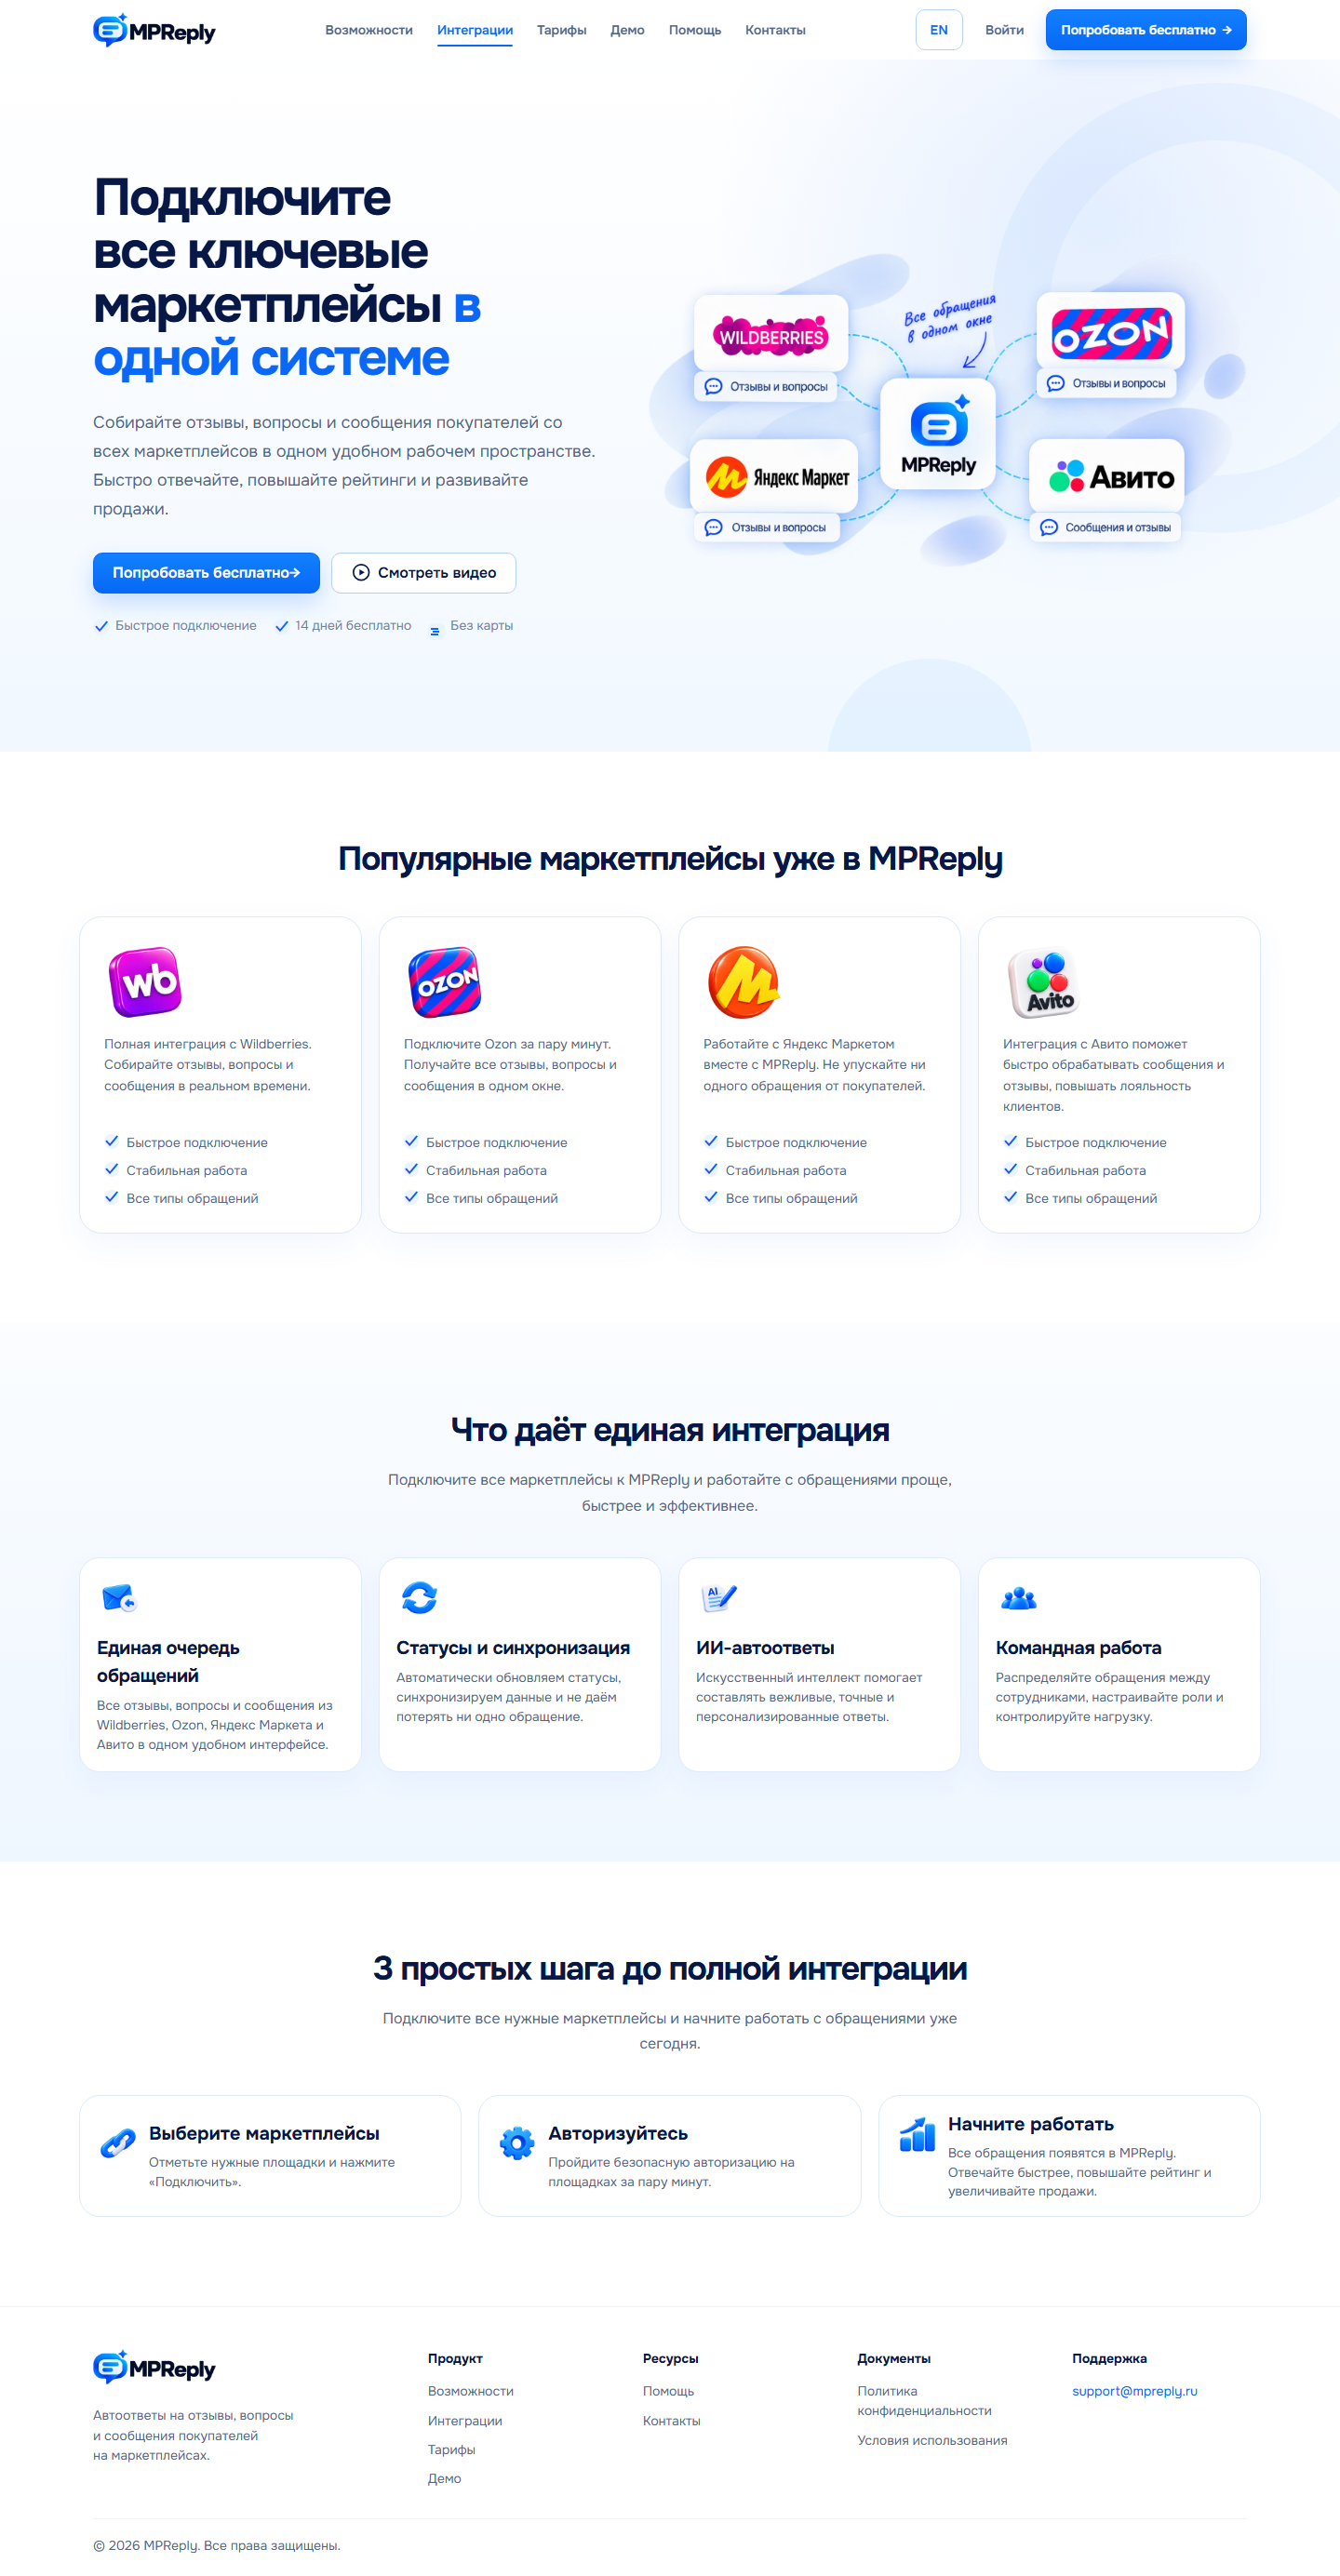 MPReply
Возможности
Интеграции
Тарифы
Демо
Помощь
Контакты
EN
Войти
Попробовать бесплатно →
Подключите
все ключевые
маркетплейсы в
одной системе
Собирайте отзывы, вопросы и сообщения покупателей со
всех маркетплейсов в одном удобном рабочем пространстве.
Быстро отвечайте, повышайте рейтинги и развивайте
продажи.
Попробовать бесплатно→
Смотреть видео
Быстрое подключение
14 дней бесплатно
Без карты
WILDBERRIES
Отзывы и вопросы
Все обращения
в одном окне
OZON
Отзывы и вопросы
MPReply
Яндекс Маркет
Отзывы и вопросы
Авито
Сообщения и отзывы
Популярные маркетплейсы уже в MPReply
wb
Полная интеграция с Wildberries.
Собирайте отзывы, вопросы и
сообщения в реальном времени.
Быстрое подключение
Стабильная работа
Все типы обращений
OZON
Подключите Ozon за пару минут.
Получайте все отзывы, вопросы и
сообщения в одном окне.
Быстрое подключение
Стабильная работа
Все типы обращений
Работайте с Яндекс Маркетом
вместе с MPReply. Не упускайте ни
одного обращения от покупателей.
Быстрое подключение
Стабильная работа
Все типы обращений
Avito
Интеграция с Авито поможет
быстро обрабатывать сообщения и
отзывы, повышать лояльность
клиентов.
Быстрое подключение
Стабильная работа
Все типы обращений
Что даёт единая интеграция
Подключите все маркетплейсы к MPReply и работайте с обращениями проще,
быстрее и эффективнее.
Единая очередь
обращений
Все отзывы, вопросы и сообщения из
Wildberries, Ozon, Яндекс Маркета и
Авито в одном удобном интерфейсе.
Статусы и синхронизация
Автоматически обновляем статусы,
синхронизируем данные и не даём
потерять ни одно обращение.
AI
ИИ-автоответы
Искусственный интеллект помогает
составлять вежливые, точные и
персонализированные ответы.
Командная работа
Распределяйте обращения между
сотрудниками, настраивайте роли и
контролируйте нагрузку.
3 простых шага до полной интеграции
Подключите все нужные маркетплейсы и начните работать с обращениями уже
сегодня.
Выберите маркетплейсы
Отметьте нужные площадки и нажмите
«Подключить».
Авторизуйтесь
Пройдите безопасную авторизацию на
площадках за пару минут.
Начните работать
Все обращения появятся в MPReply.
Отвечайте быстрее, повышайте рейтинг и
увеличивайте продажи.
MPReply
Автоответы на отзывы, вопросы
и сообщения покупателей
на маркетплейсах.
Продукт
Возможности
Интеграции
Тарифы
Демо
Ресурсы
Помощь
Контакты
Документы
Политика
конфиденциальности
Условия использования
Поддержка
support@mpreply.ru
© 2026 MPReply. Все права защищены.